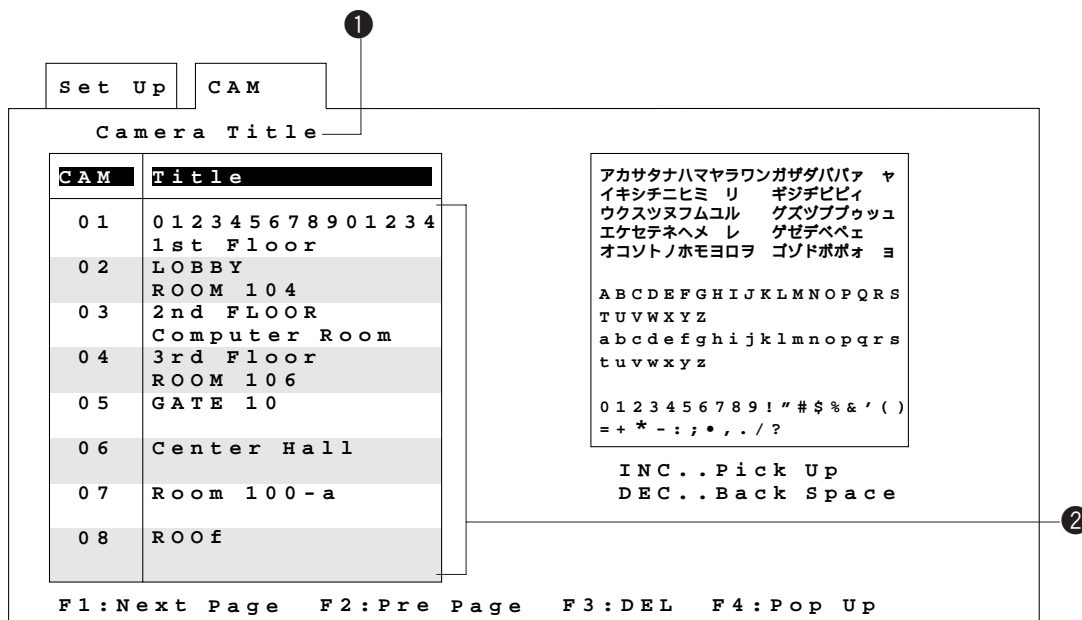 ❶
Set Up CAM
Camera Title
CAM Title
01 012345678901234
1st Floor
02 LOBBY
ROOM 104
03 2nd FLOOR
Computer Room
04 3rd Floor
ROOM 106
05 GATE 10
06 Center Hall
07 Room 100-a
08 ROOf
アカサタナハマヤラワンガザダバパァ ャ
イキシチニヒミ リ ギジヂビピィ
ウクスツヌフムユル グズヅブプゥッュ
エケセテネヘメ レ ゲゼデベペェ
オコソトノホモヨロヲ ゴゾドボポォ ョ
ABCDEFGHIJKLMNOPQRS
TUVWXYZ
abcdefghijklmnopqrs
tuvwxyz
0123456789!"#$%&'()
=+*-:;•,./?
INC..Pick Up
DEC..Back Space
❷
F1:Next Page F2:Pre Page F3:DEL F4:Pop Up